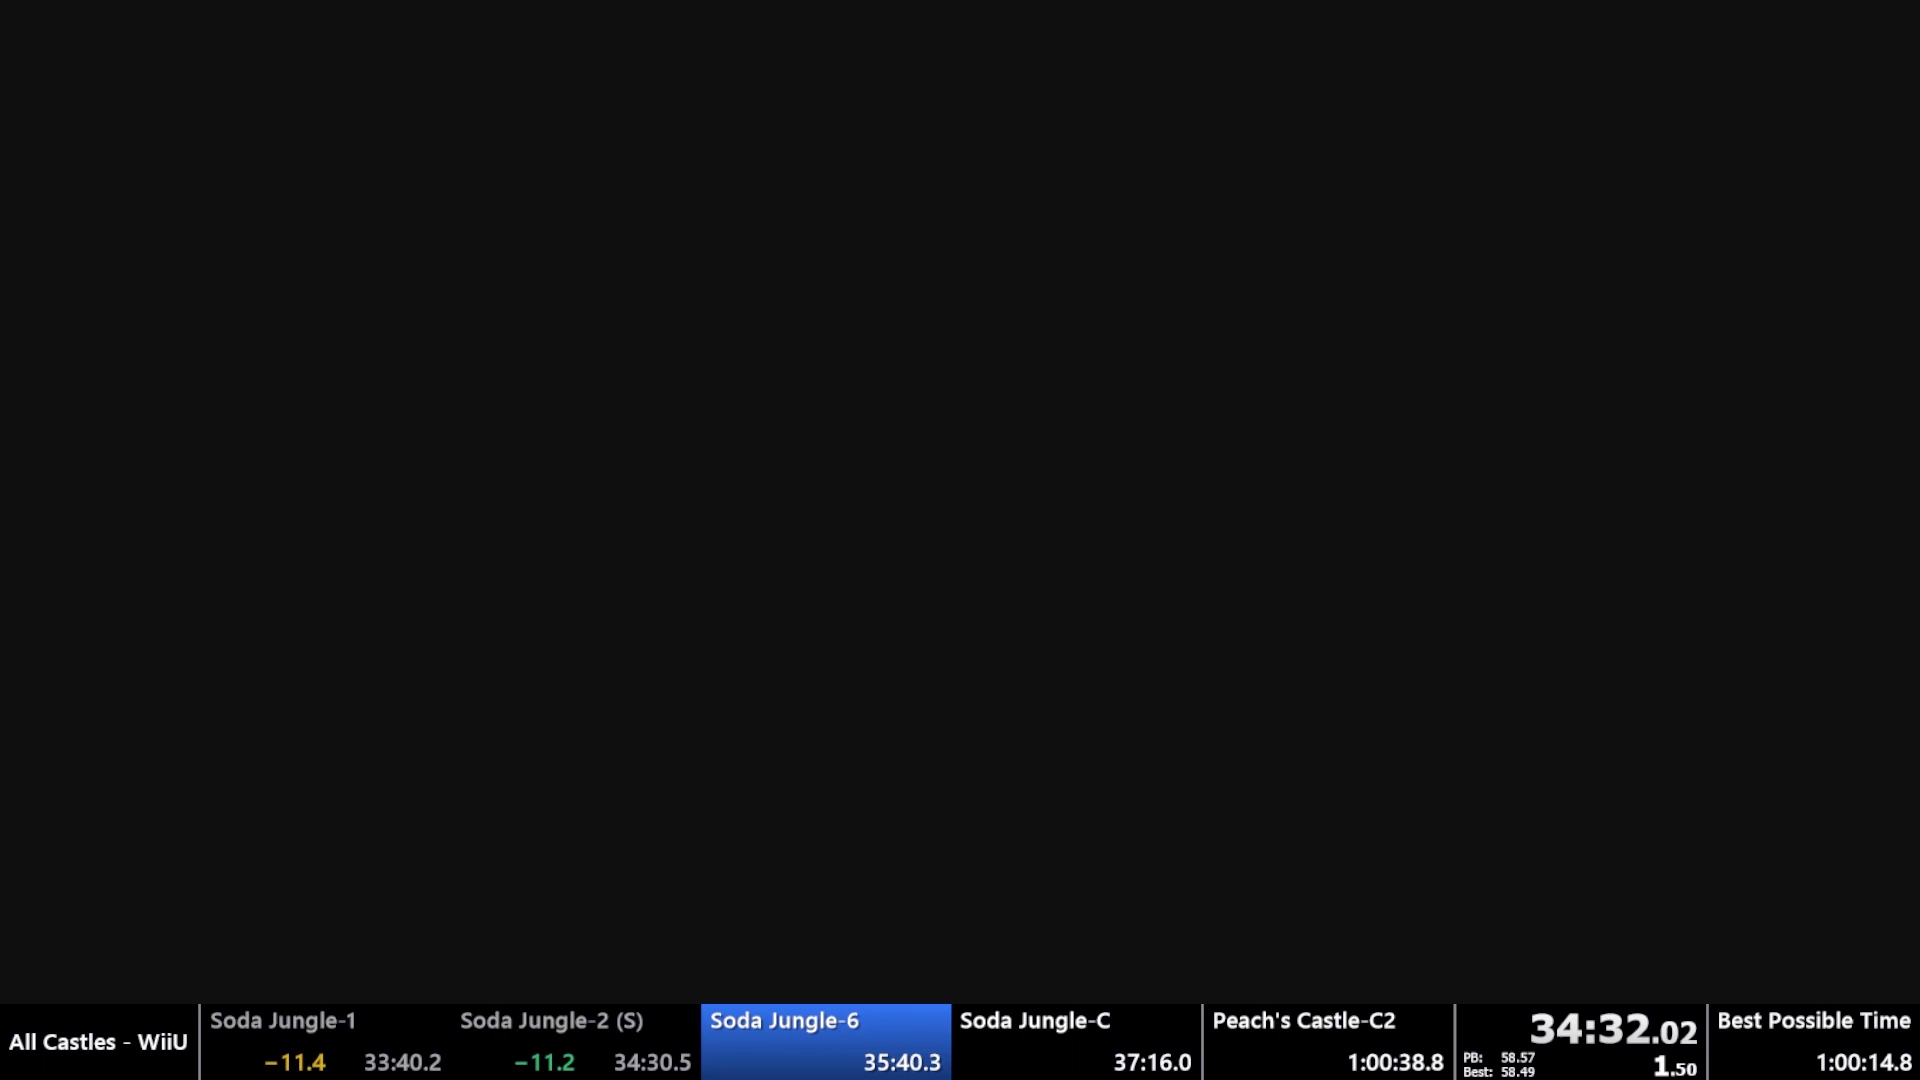 All Castles - WiiU
Soda Jungle-1
−11.4 33:40.2
Soda Jungle-2 (S)
−11.2 34:30.5
Soda Jungle-6
35:40.3
Soda Jungle-C
37:16.0
Peach's Castle-C2
1:00:38.8
34:32.02
PB: 58.57
Best: 58.49
1.50
Best Possible Time
1:00:14.8